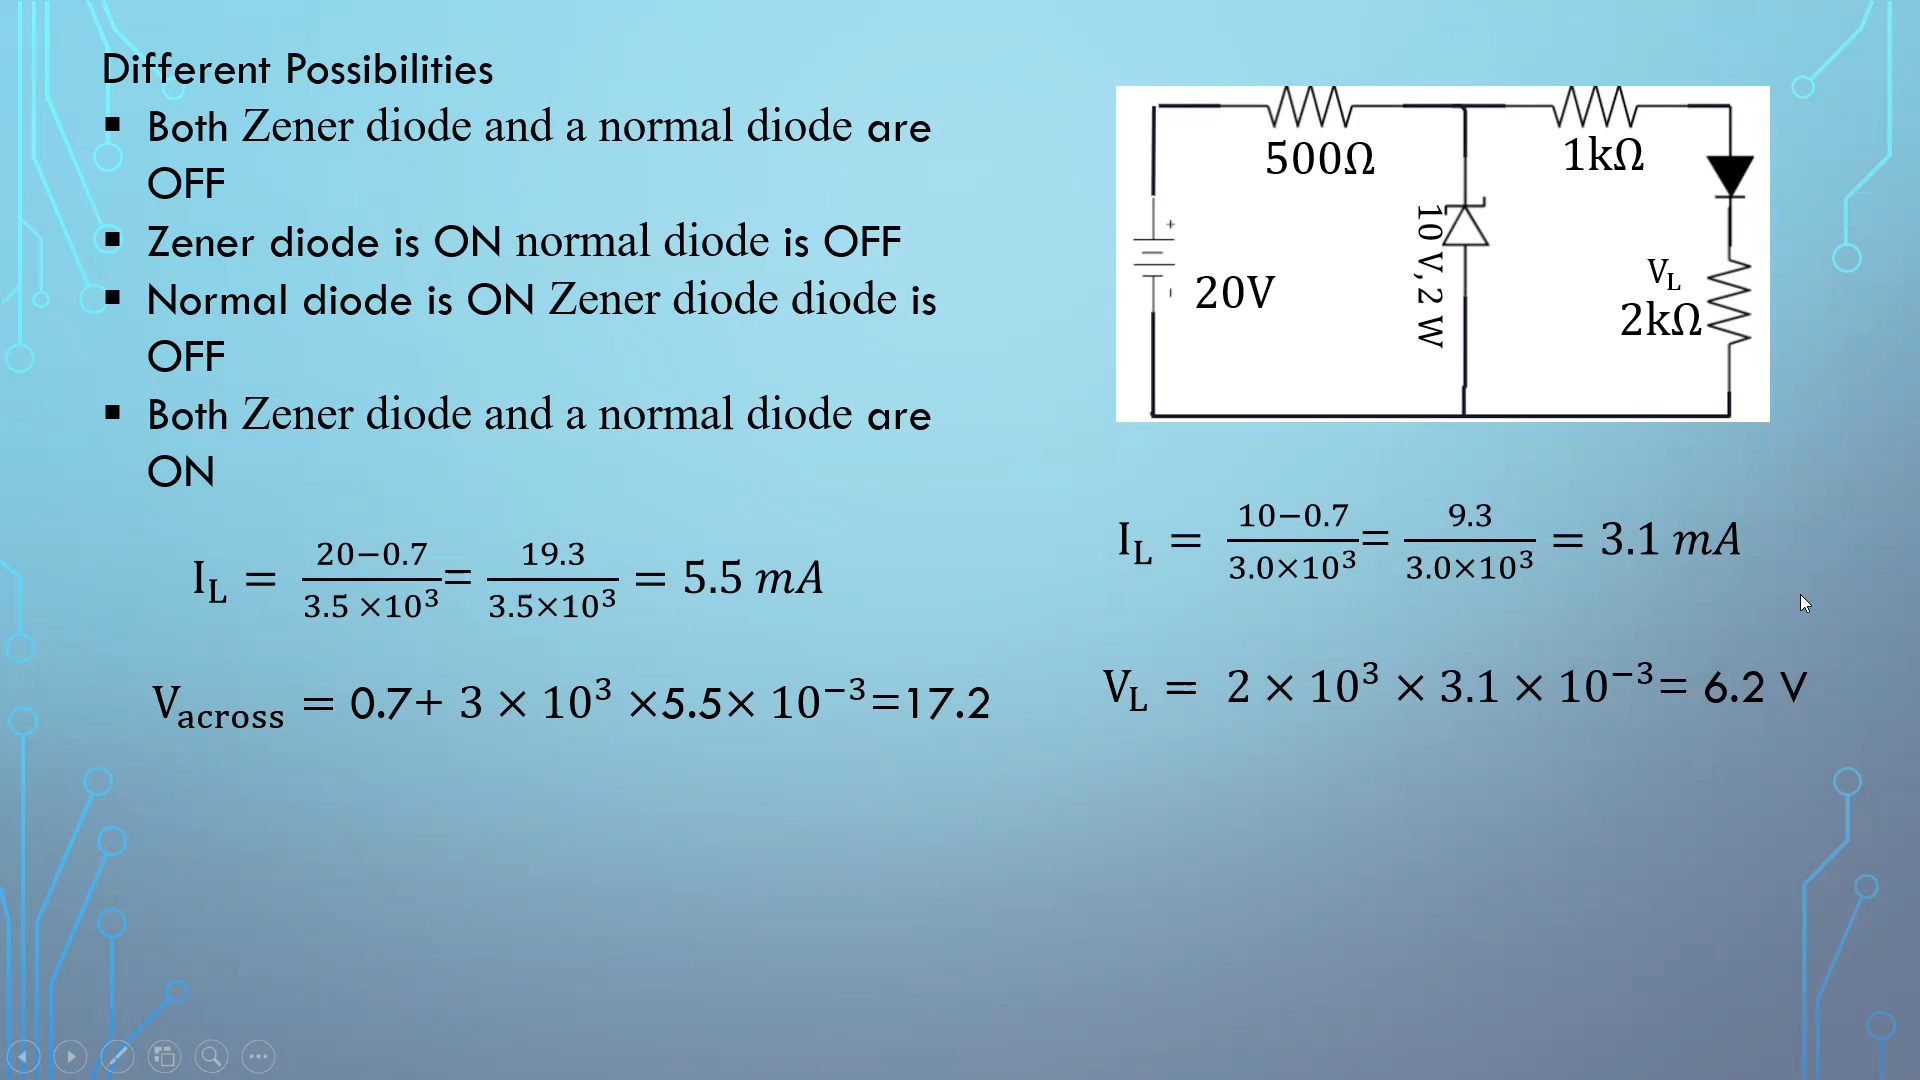 Different Possibilities
▪ Both Zener diode and a normal diode are
OFF
▪ Zener diode is ON normal diode is OFF
▪ Normal diode is ON Zener diode diode is
OFF
▪ Both Zener diode and a normal diode are
ON
I_L = (20−0.7)/(3.5 ×10³) = 19.3/(3.5×10³) = 5.5 mA
V_across = 0.7+ 3 × 10³ ×5.5× 10⁻³=17.2
500Ω
1kΩ
+
-
20V
10 V, 2 W
V_L
2kΩ
I_L = (10−0.7)/(3.0×10³) = 9.3/(3.0×10³) = 3.1 mA
V_L = 2 × 10³ × 3.1 × 10⁻³= 6.2 V